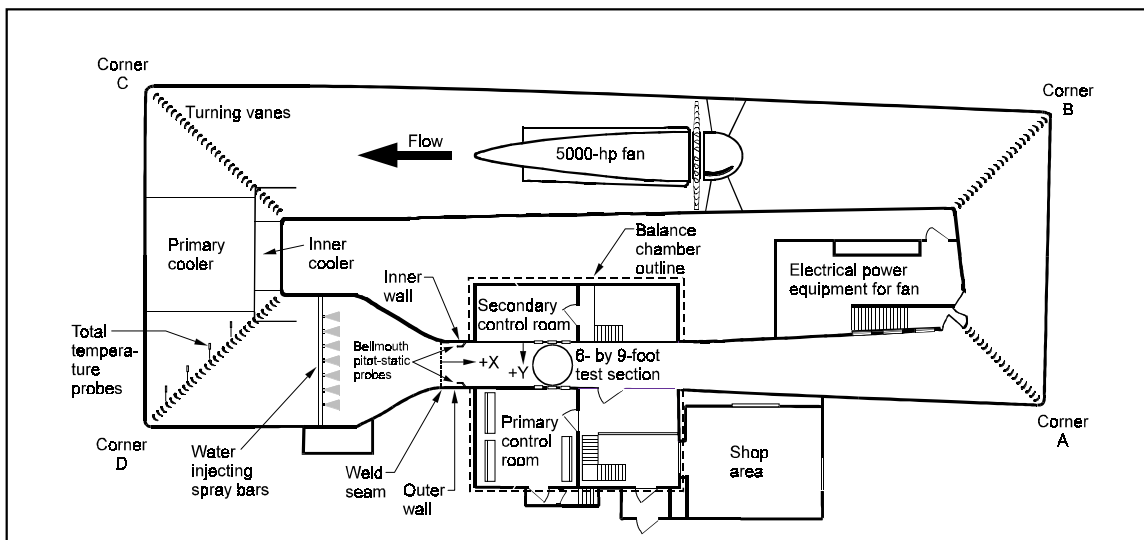 Corner
C
Corner
B
Turning vanes
Flow
5000-hp fan
Primary
cooler
Inner
cooler
Balance
chamber
outline
Electrical power
equipment for fan
Inner
wall
Secondary
control room
Total
tempera-
ture probes
Bellmouth
pitot-static
probes
+X
+Y
6- by 9-foot
test section
Primary
control
room
Shop
area
Corner
D
Corner
A
Water
injecting
spray bars
Weld
seam
Outer
wall